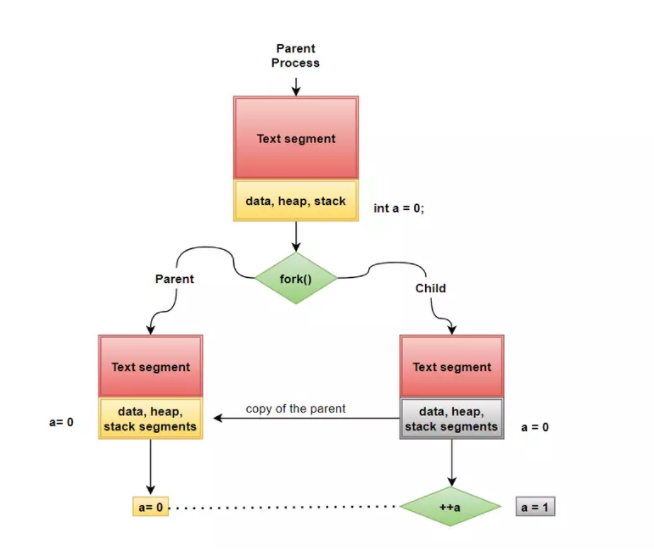 Parent
Process
Text segment
data, heap, stack
int a = 0;
fork()
Parent
Child
Text segment
Text segment
copy of the parent
data, heap,
stack segments
data, heap,
stack segments
a= 0
a = 0
a= 0
++a
a = 1